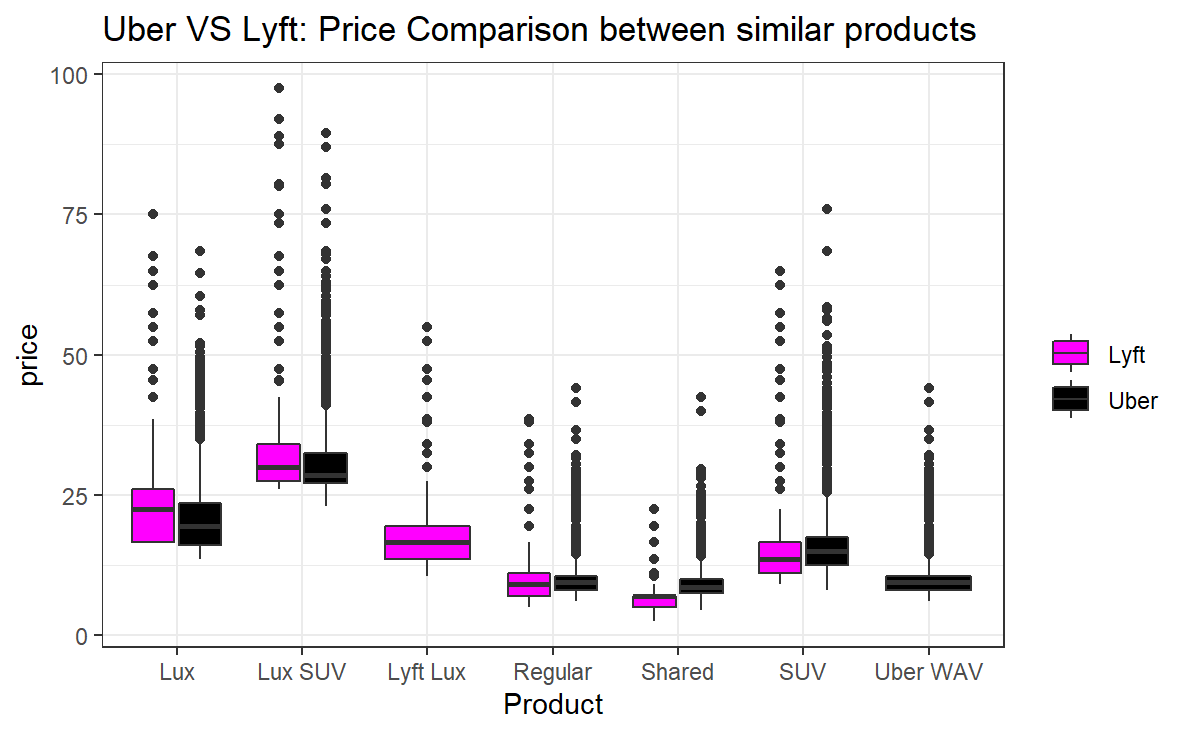 Uber VS Lyft: Price Comparison between similar products
100
75
50
25
0
price
Lux
Lux SUV
Lyft Lux
Regular
Shared
SUV
Uber WAV
Product
Lyft
Uber